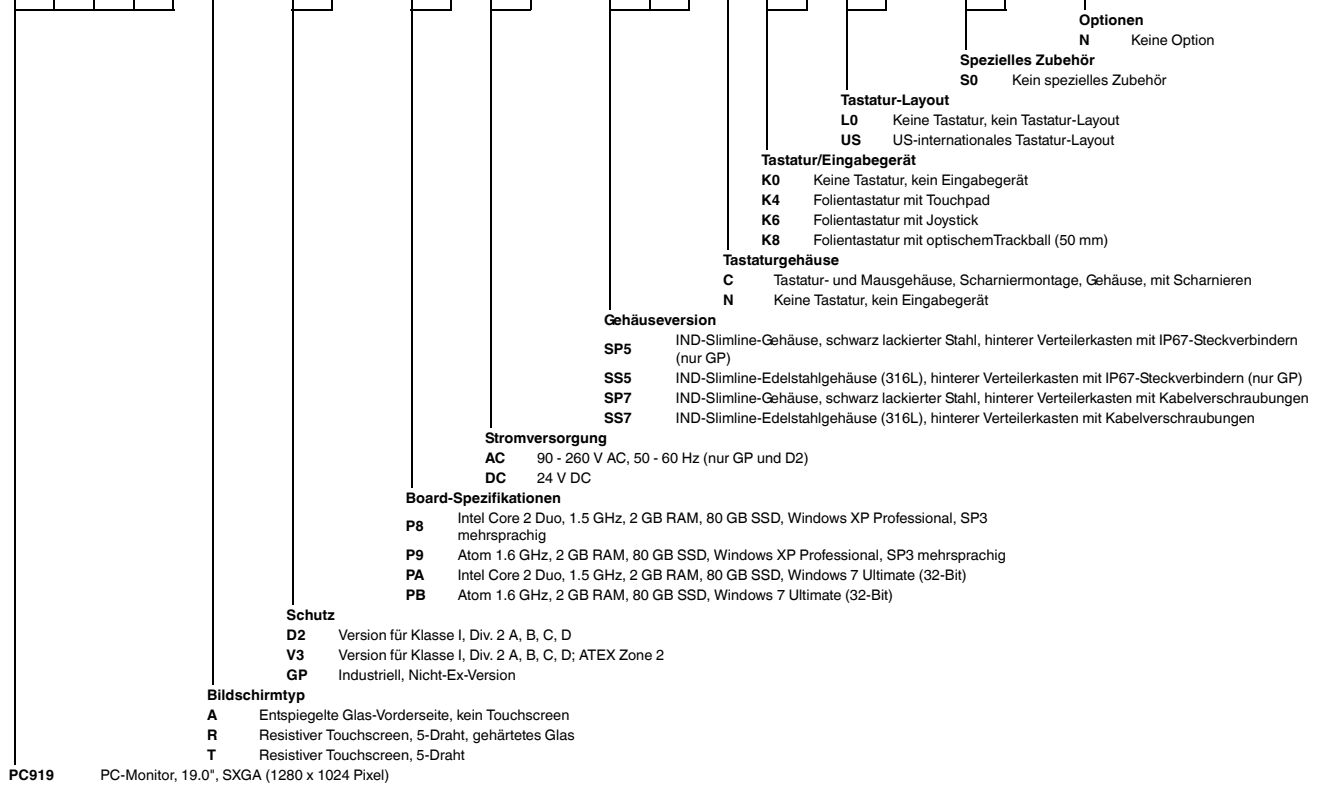 Optionen
N Keine Option
Spezielles Zubehör
S0 Kein spezielles Zubehör
Tastatur-Layout
L0 Keine Tastatur, kein Tastatur-Layout
US US-internationales Tastatur-Layout
Tastatur/Eingabegerät
K0 Keine Tastatur, kein Eingabegerät
K4 Folientastatur mit Touchpad
K6 Folientastatur mit Joystick
K8 Folientastatur mit optischemTrackball (50 mm)
Tastaturgehäuse
C Tastatur- und Mausgehäuse, Scharniermontage, Gehäuse, mit Scharnieren
N Keine Tastatur, kein Eingabegerät
Gehäuseversion
SP5 IND-Slimline-Gehäuse, schwarz lackierter Stahl, hinterer Verteilerkasten mit IP67-Steckverbindern
(nur GP)
SS5 IND-Slimline-Edelstahlgehäuse (316L), hinterer Verteilerkasten mit IP67-Steckverbindern (nur GP)
SP7 IND-Slimline-Gehäuse, schwarz lackierter Stahl, hinterer Verteilerkasten mit Kabelverschraubungen
SS7 IND-Slimline-Edelstahlgehäuse (316L), hinterer Verteilerkasten mit Kabelverschraubungen
Stromversorgung
AC 90 - 260 V AC, 50 - 60 Hz (nur GP und D2)
DC 24 V DC
Board-Spezifikationen
P8 Intel Core 2 Duo, 1.5 GHz, 2 GB RAM, 80 GB SSD, Windows XP Professional, SP3
mehrsprachig
P9 Atom 1.6 GHz, 2 GB RAM, 80 GB SSD, Windows XP Professional, SP3 mehrsprachig
PA Intel Core 2 Duo, 1.5 GHz, 2 GB RAM, 80 GB SSD, Windows 7 Ultimate (32-Bit)
PB Atom 1.6 GHz, 2 GB RAM, 80 GB SSD, Windows 7 Ultimate (32-Bit)
Schutz
D2 Version für Klasse I, Div. 2 A, B, C, D
V3 Version für Klasse I, Div. 2 A, B, C, D; ATEX Zone 2
GP Industriell, Nicht-Ex-Version
Bildschirmtyp
A Entspiegelte Glas-Vorderseite, kein Touchscreen
R Resistiver Touchscreen, 5-Draht, gehärtetes Glas
T Resistiver Touchscreen, 5-Draht
PC919 PC-Monitor, 19.0", SXGA (1280 x 1024 Pixel)